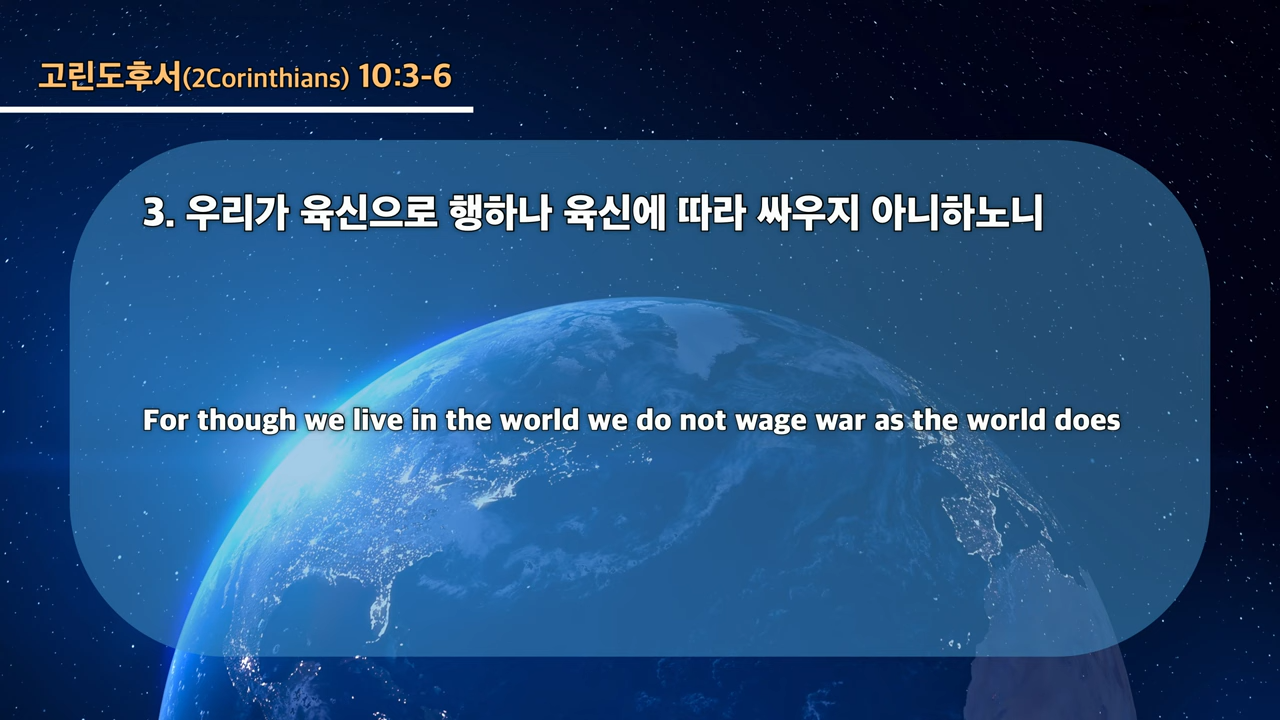 고린도후서(2Corinthians) 10:3-6
3. 우리가 육신으로 행하나 육신에 따라 싸우지 아니하노니
For though we live in the world we do not wage war as the world does